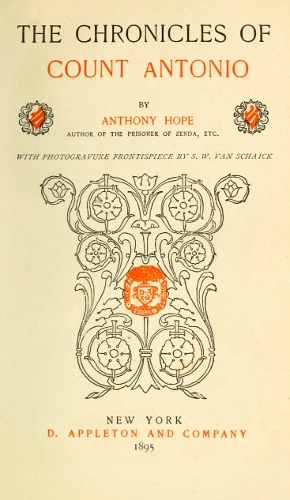 THE CHRONICLES OF
COUNT ANTONIO
BY
ANTHONY HOPE
AUTHOR OF THE PRISONER OF ZENDA, ETC.
WITH PHOTOGRAVURE FRONTISPIECE BY S. W. VAN SCHAICK
NEW YORK
D. APPLETON AND COMPANY
1895